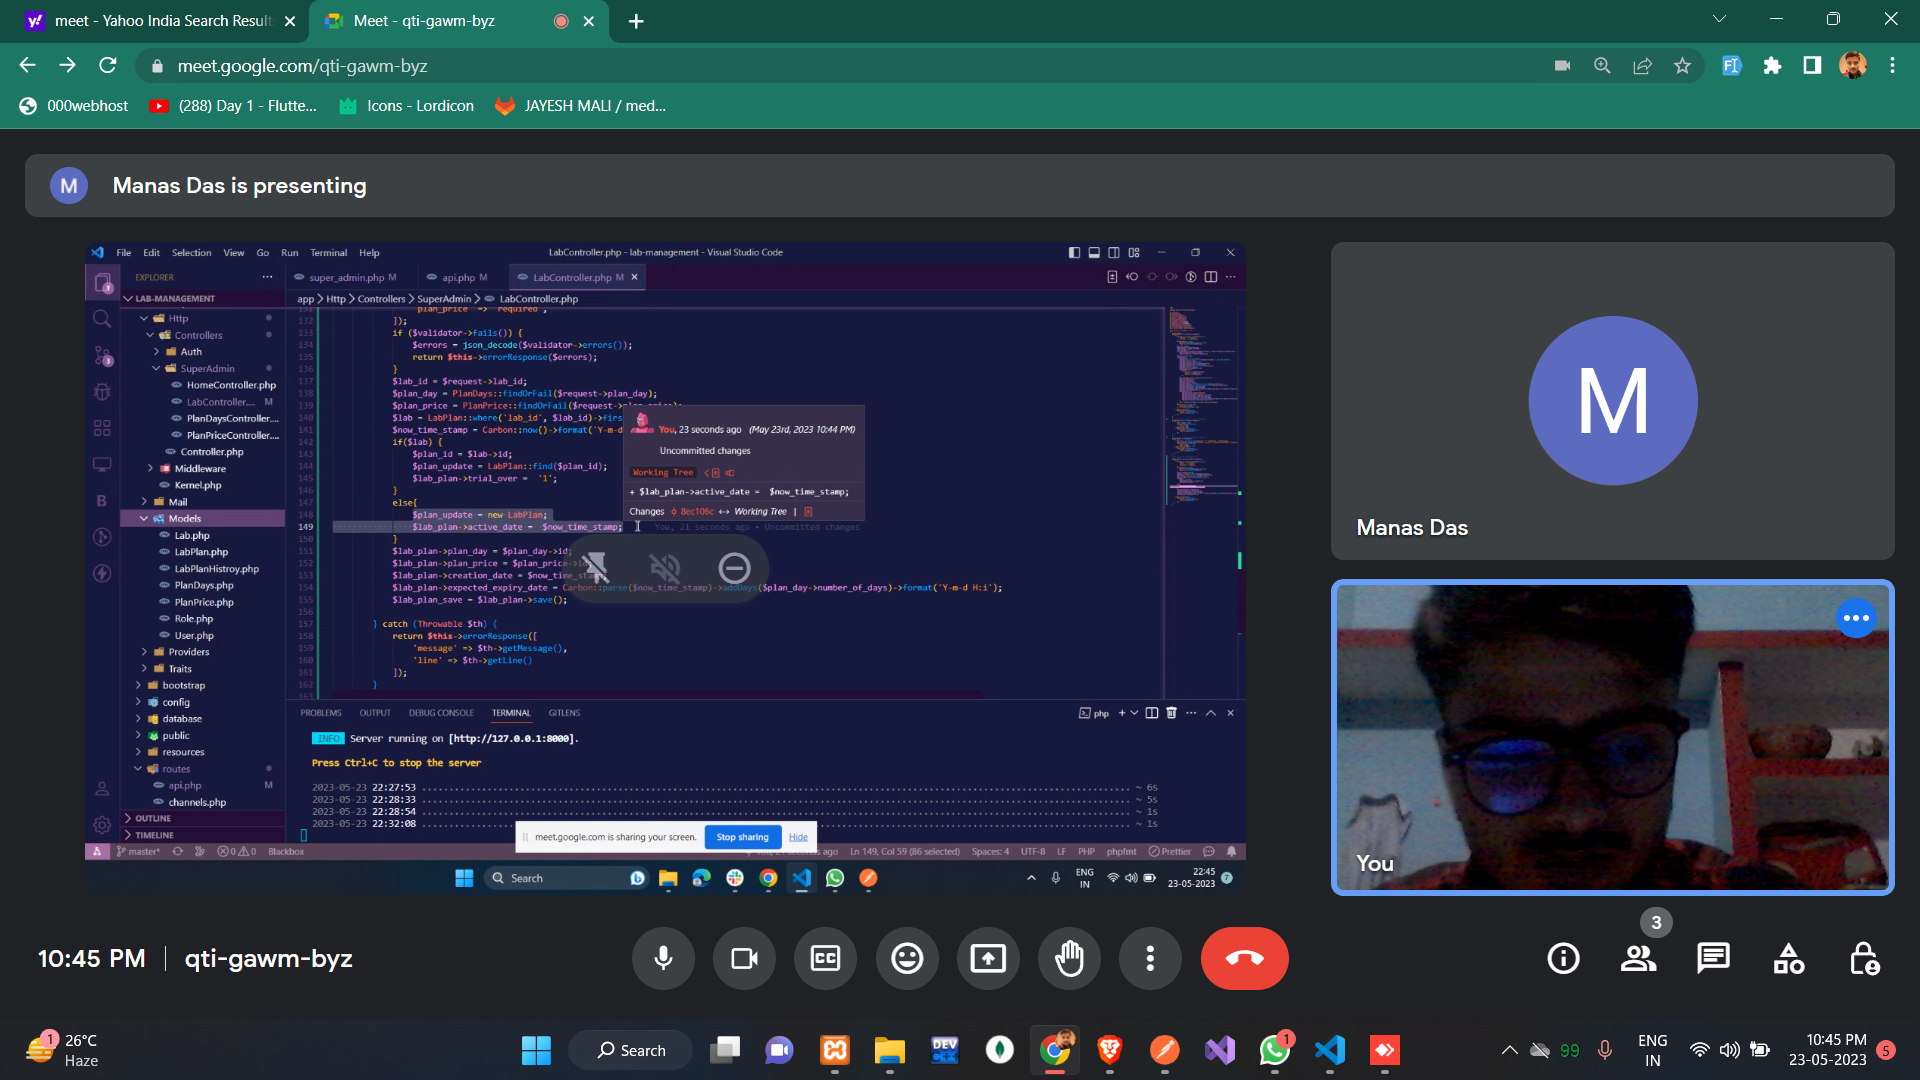 meet - Yahoo India Search Result
Meet - qti-gawm-byz
meet.google.com/qti-gawm-byz
000webhost
(288) Day 1 - Flutte...
Icons - Lordicon
JAYESH MALI / med...
M
Manas Das is presenting
File Edit Selection View Go Run Terminal Help
LabController.php - lab-management - Visual Studio Code
EXPLORER
super_admin.php M
api.php M
LabController.php M
LAB-MANAGEMENT
app > Http > Controllers > SuperAdmin > LabController.php
Http
Controllers
Auth
SuperAdmin
HomeController.php
LabController.... M
PlanDaysController....
PlanPriceController....
Controller.php
Middleware
Kernel.php
Mail
Models
Lab.php
LabPlan.php
LabPlanHistroy.php
PlanDays.php
PlanPrice.php
Role.php
User.php
Providers
Traits
bootstrap
config
database
public
resources
routes
api.php M
channels.php
OUTLINE
TIMELINE
131 'plan_price' => 'required',
132 ]);
133 if ($validator->fails()) {
134 $errors = json_decode($validator->errors());
135 return $this->errorResponse($errors);
136 }
137 $lab_id = $request->lab_id;
138 $plan_day = PlanDays::findOrFail($request->plan_day);
139 $plan_price = PlanPrice::findOrFail($request->plan_price);
140 $lab = LabPlan::where('lab_id', $lab_id)->firs
141 $now_time_stamp = Carbon::now()->format('Y-m-d
142 if($lab) {
143 $plan_id = $lab->id;
144 $plan_update = LabPlan::find($plan_id);
145 $lab_plan->trial_over = '1';
146 }
147 else{
148 $plan_update = new LabPlan;
149 $lab_plan->active_date = $now_time_stamp; You, 21 seconds ago • Uncommitted changes
150 }
151 $lab_plan->plan_day = $plan_day->id;
152 $lab_plan->plan_price = $plan_price->id;
153 $lab_plan->creation_date = $now_time_stamp
154 $lab_plan->expected_expiry_date = Carbon::parse($now_time_stamp)->addDays($plan_day->number_of_days)->format('Y-m-d H:i');
155 $lab_plan_save = $lab_plan->save();
156
157 } catch (Throwable $th) {
158 return $this->errorResponse([
159 'message' => $th->getMessage(),
160 'line' => $th->getLine()
161 ]);
162 }
163
You, 23 seconds ago (May 23rd, 2023 10:44 PM)
Uncommitted changes
Working Tree
+ $lab_plan->active_date = $now_time_stamp;
Changes 8ec106c ↔ Working Tree |
PROBLEMS OUTPUT DEBUG CONSOLE TERMINAL GITLENS
php
INFO Server running on [http://127.0.0.1:8000].
Press Ctrl+C to stop the server
2023-05-23 22:27:53 ~ 6s
2023-05-23 22:28:33 ~ 5s
2023-05-23 22:28:54 ~ 1s
2023-05-23 22:32:08 ~ 1s
meet.google.com is sharing your screen. Stop sharing Hide
master* 0 0 Blackbox
ago Ln 149, Col 59 (86 selected) Spaces: 4 UTF-8 LF PHP phpfmt Prettier
Search
ENG
IN
22:45
23-05-2023
7
M
Manas Das
You
3
10:45 PM | qti-gawm-byz
CC
1
26°C
Haze
Search
DEV
1
99
ENG
IN
10:45 PM
23-05-2023
5